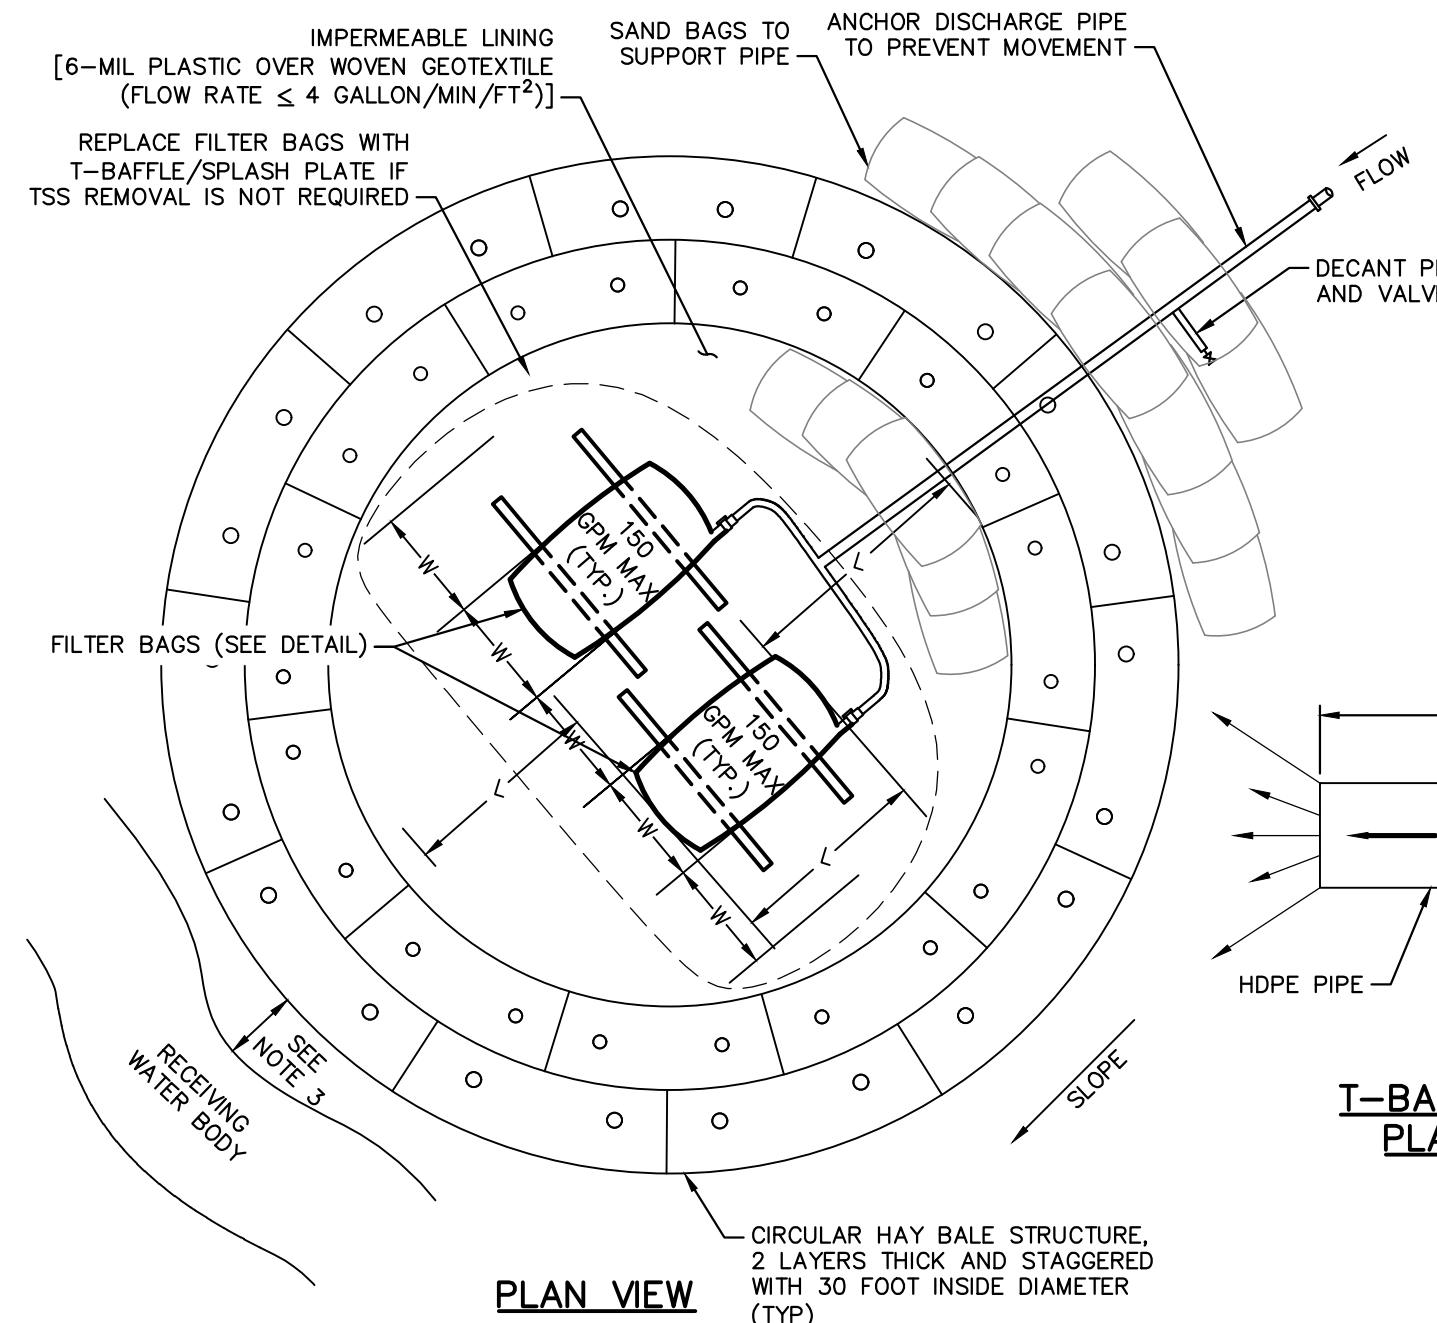 IMPERMEABLE LINING
[6-MIL PLASTIC OVER WOVEN GEOTEXTILE
(FLOW RATE ≤ 4 GALLON/MIN/FT²)]
REPLACE FILTER BAGS WITH
T-BAFFLE/SPLASH PLATE IF
TSS REMOVAL IS NOT REQUIRED
SAND BAGS TO
SUPPORT PIPE
ANCHOR DISCHARGE PIPE
TO PREVENT MOVEMENT
FLOW
DECANT
AND
150
GPM MAX
(TYP.)
W
L
FILTER BAGS (SEE DETAIL)
W
W
150
GPM MAX
(TYP.)
L
W
L
W
HDPE PIPE
SEE
NOTE 3
RECEIVING
WATER BODY
SLOPE
CIRCULAR HAY BALE STRUCTURE,
2 LAYERS THICK AND STAGGERED
WITH 30 FOOT INSIDE DIAMETER
(TYP)
PLAN VIEW